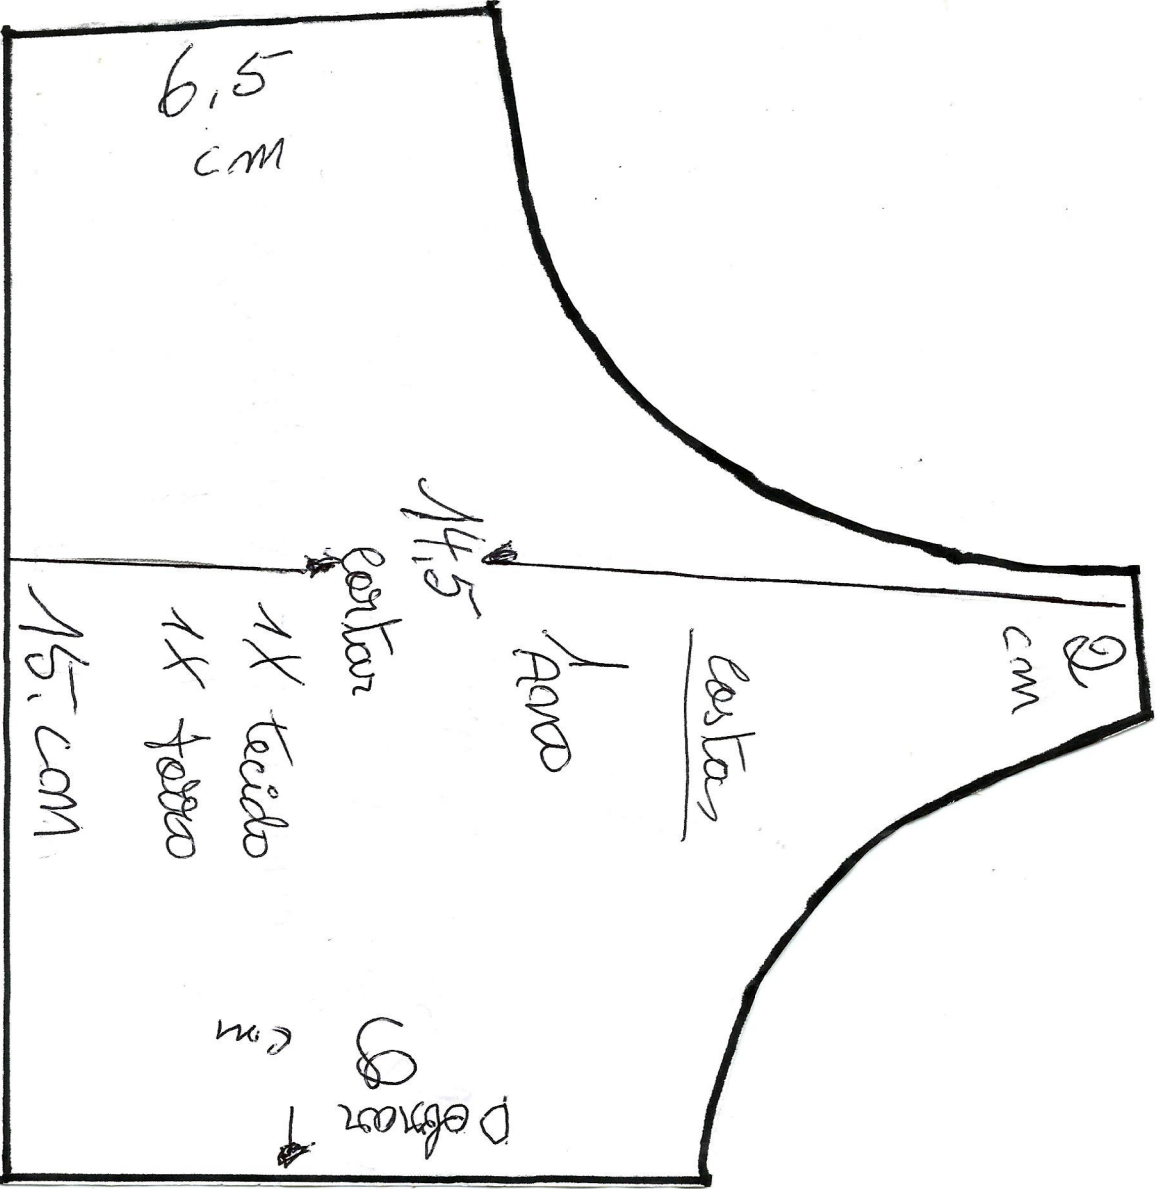 6,5
cm
2
cm
Costas
1
Ano
14,5
Cortar
1X tecido
1X forro
15, cm
Dobrar
9
cm